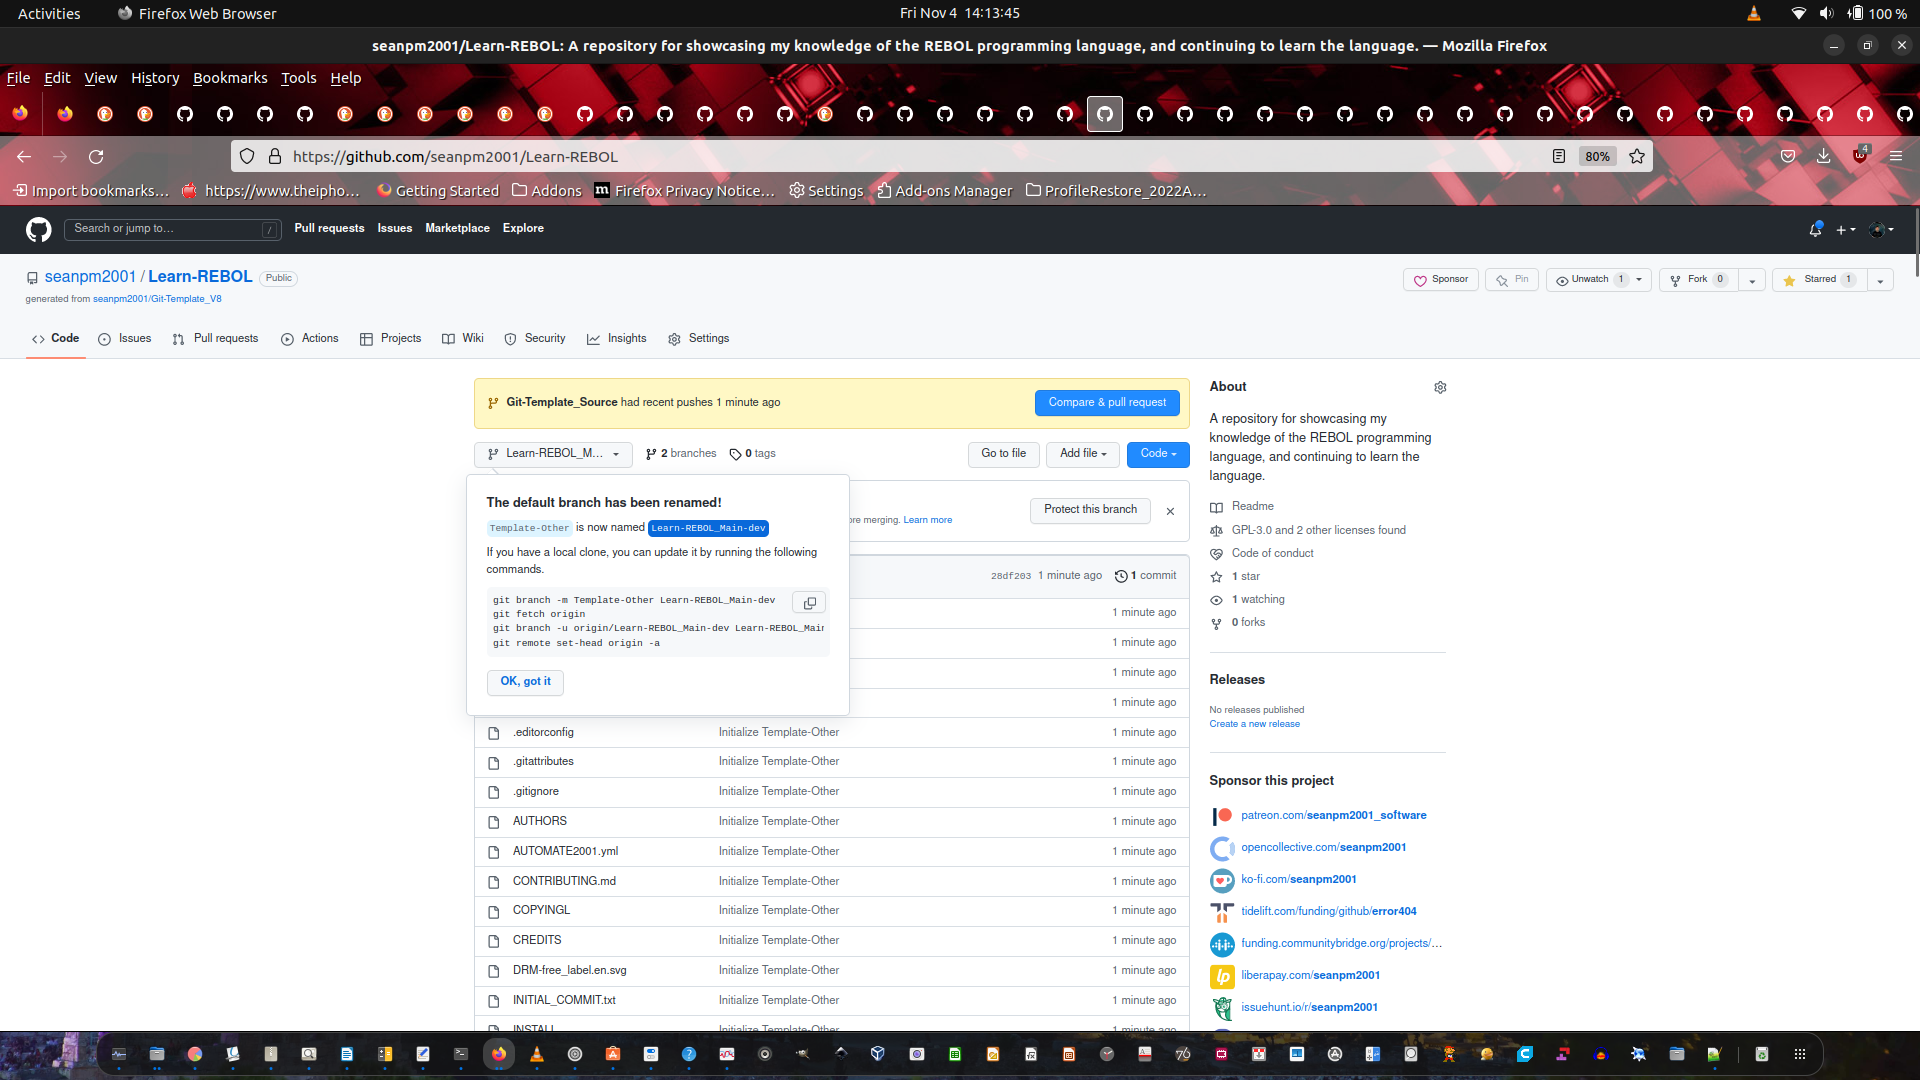 Activities
Firefox Web Browser
Fri Nov 4 14:13:45
100 %
seanpm2001/Learn-REBOL: A repository for showcasing my knowledge of the REBOL programming language, and continuing to learn the language. — Mozilla Firefox
File Edit View History Bookmarks Tools Help
https://github.com/seanpm2001/Learn-REBOL
80%
4
Import bookmarks...
https://www.theipho...
Getting Started
Addons
Firefox Privacy Notice...
Settings
Add-ons Manager
ProfileRestore_2022A...
Search or jump to...
/
Pull requests Issues Marketplace Explore
seanpm2001 / Learn-REBOL Public
generated from seanpm2001/Git-Template_V8
Sponsor
Pin
Unwatch 1
Fork 0
Starred 1
Code
Issues
Pull requests
Actions
Projects
Wiki
Security
Insights
Settings
Git-Template_Source had recent pushes 1 minute ago
Compare & pull request
Learn-REBOL_M...
2 branches
0 tags
Go to file
Add file
Code
The default branch has been renamed!
Template-Other is now named Learn-REBOL_Main-dev
If you have a local clone, you can update it by running the following
commands.
git branch -m Template-Other Learn-REBOL_Main-dev
git fetch origin
git branch -u origin/Learn-REBOL_Main-dev Learn-REBOL_Main
git remote set-head origin -a
OK, got it
ore merging. Learn more
Protect this branch
28df203 1 minute ago 1 commit
1 minute ago
1 minute ago
1 minute ago
1 minute ago
.editorconfig Initialize Template-Other 1 minute ago
.gitattributes Initialize Template-Other 1 minute ago
.gitignore Initialize Template-Other 1 minute ago
AUTHORS Initialize Template-Other 1 minute ago
AUTOMATE2001.yml Initialize Template-Other 1 minute ago
CONTRIBUTING.md Initialize Template-Other 1 minute ago
COPYINGL Initialize Template-Other 1 minute ago
CREDITS Initialize Template-Other 1 minute ago
DRM-free_label.en.svg Initialize Template-Other 1 minute ago
INITIAL_COMMIT.txt Initialize Template-Other 1 minute ago
INSTALL Initialize Template-Other 1 minute ago
About
A repository for showcasing my
knowledge of the REBOL programming
language, and continuing to learn the
language.
Readme
GPL-3.0 and 2 other licenses found
Code of conduct
1 star
1 watching
0 forks
Releases
No releases published
Create a new release
Sponsor this project
patreon.com/seanpm2001_software
opencollective.com/seanpm2001
ko-fi.com/seanpm2001
tidelift.com/funding/github/error404
funding.communitybridge.org/projects/...
liberapay.com/seanpm2001
issuehunt.io/r/seanpm2001